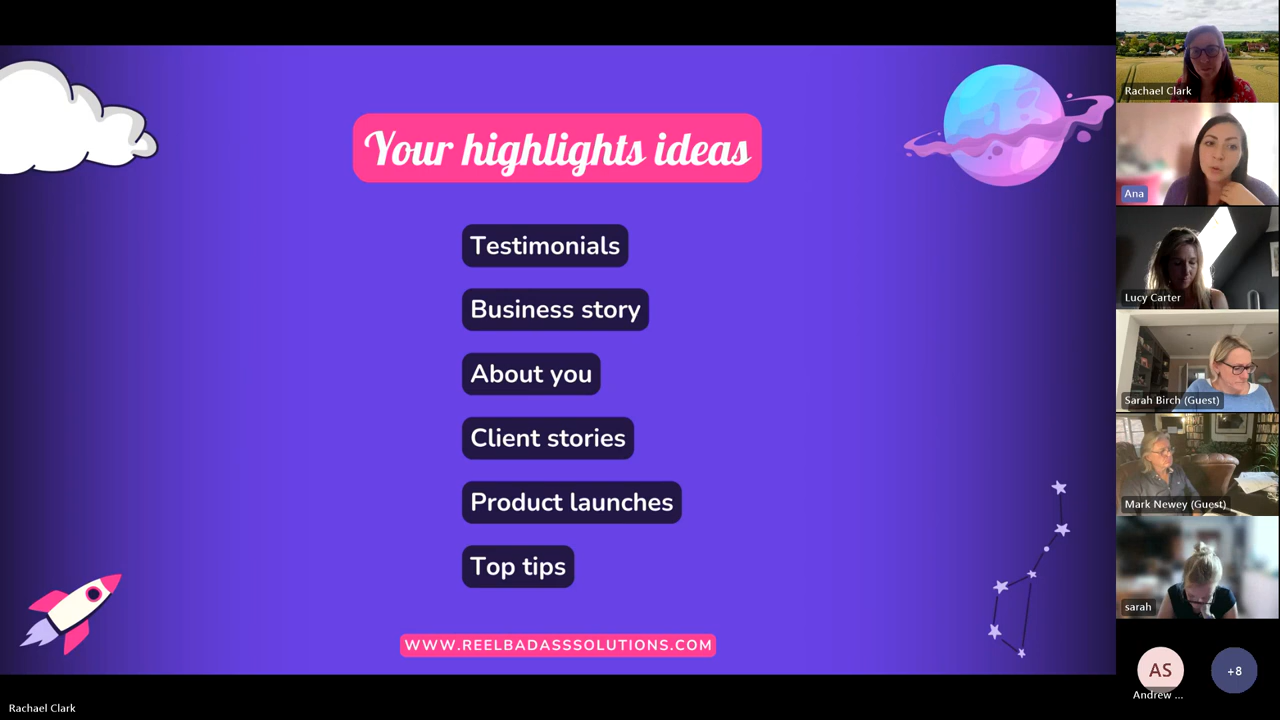 Your highlights ideas
Testimonials
Business story
About you
Client stories
Product launches
Top tips
WWW.REELBADASSSOLUTIONS.COM
Rachael Clark
Rachael Clark
Ana
Lucy Carter
Sarah Birch (Guest)
Mark Newey (Guest)
sarah
AS
Andrew ...
+8